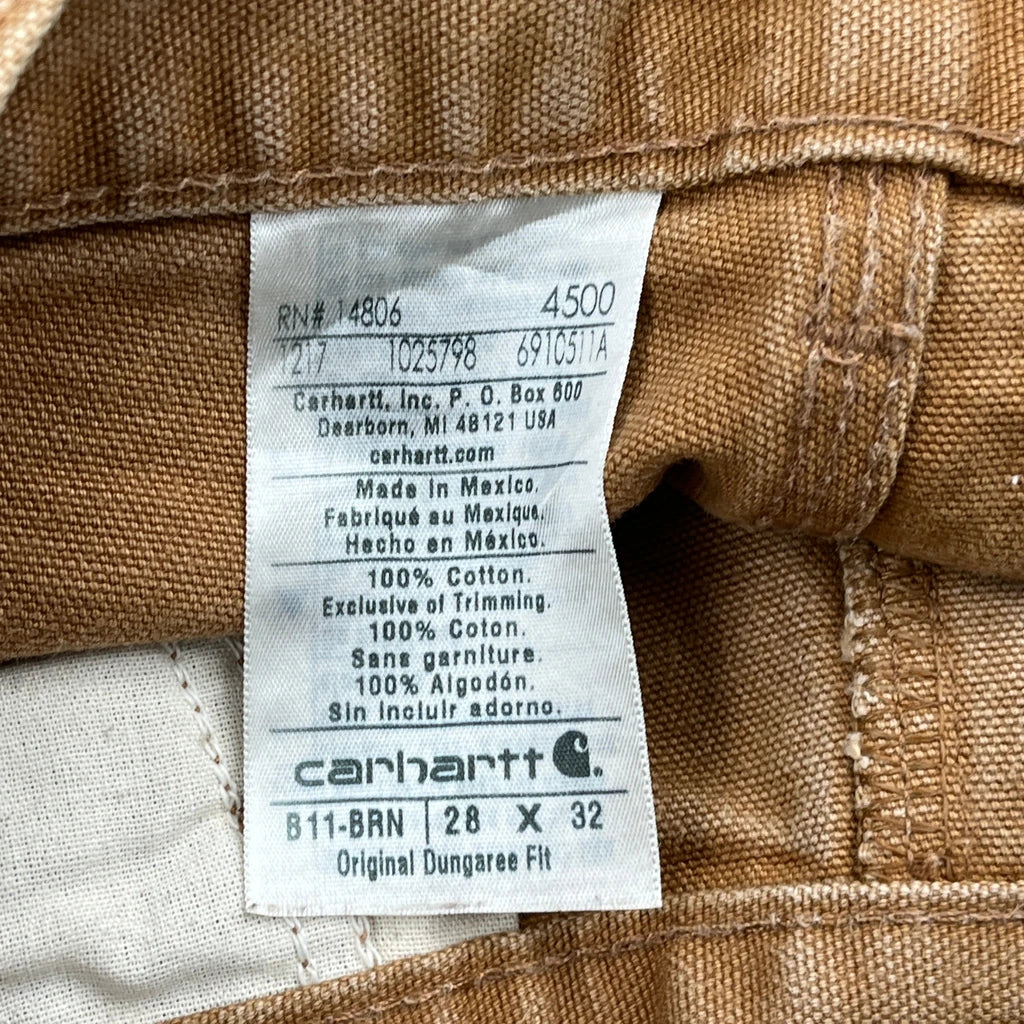 RN# 14806 4500
1217 1025798 6910511A
Carhartt, Inc. P. O. Box 600
Dearborn, MI 48121 USA
carhartt.com
Made in Mexico.
Fabriqué au Mexique.
Hecho en México.
100% Cotton.
Exclusive of Trimming.
100% Coton.
Sans garniture.
100% Algodón.
Sin incluir adorno.
carhartt
B11-BRN 28 X 32
Original Dungaree Fit